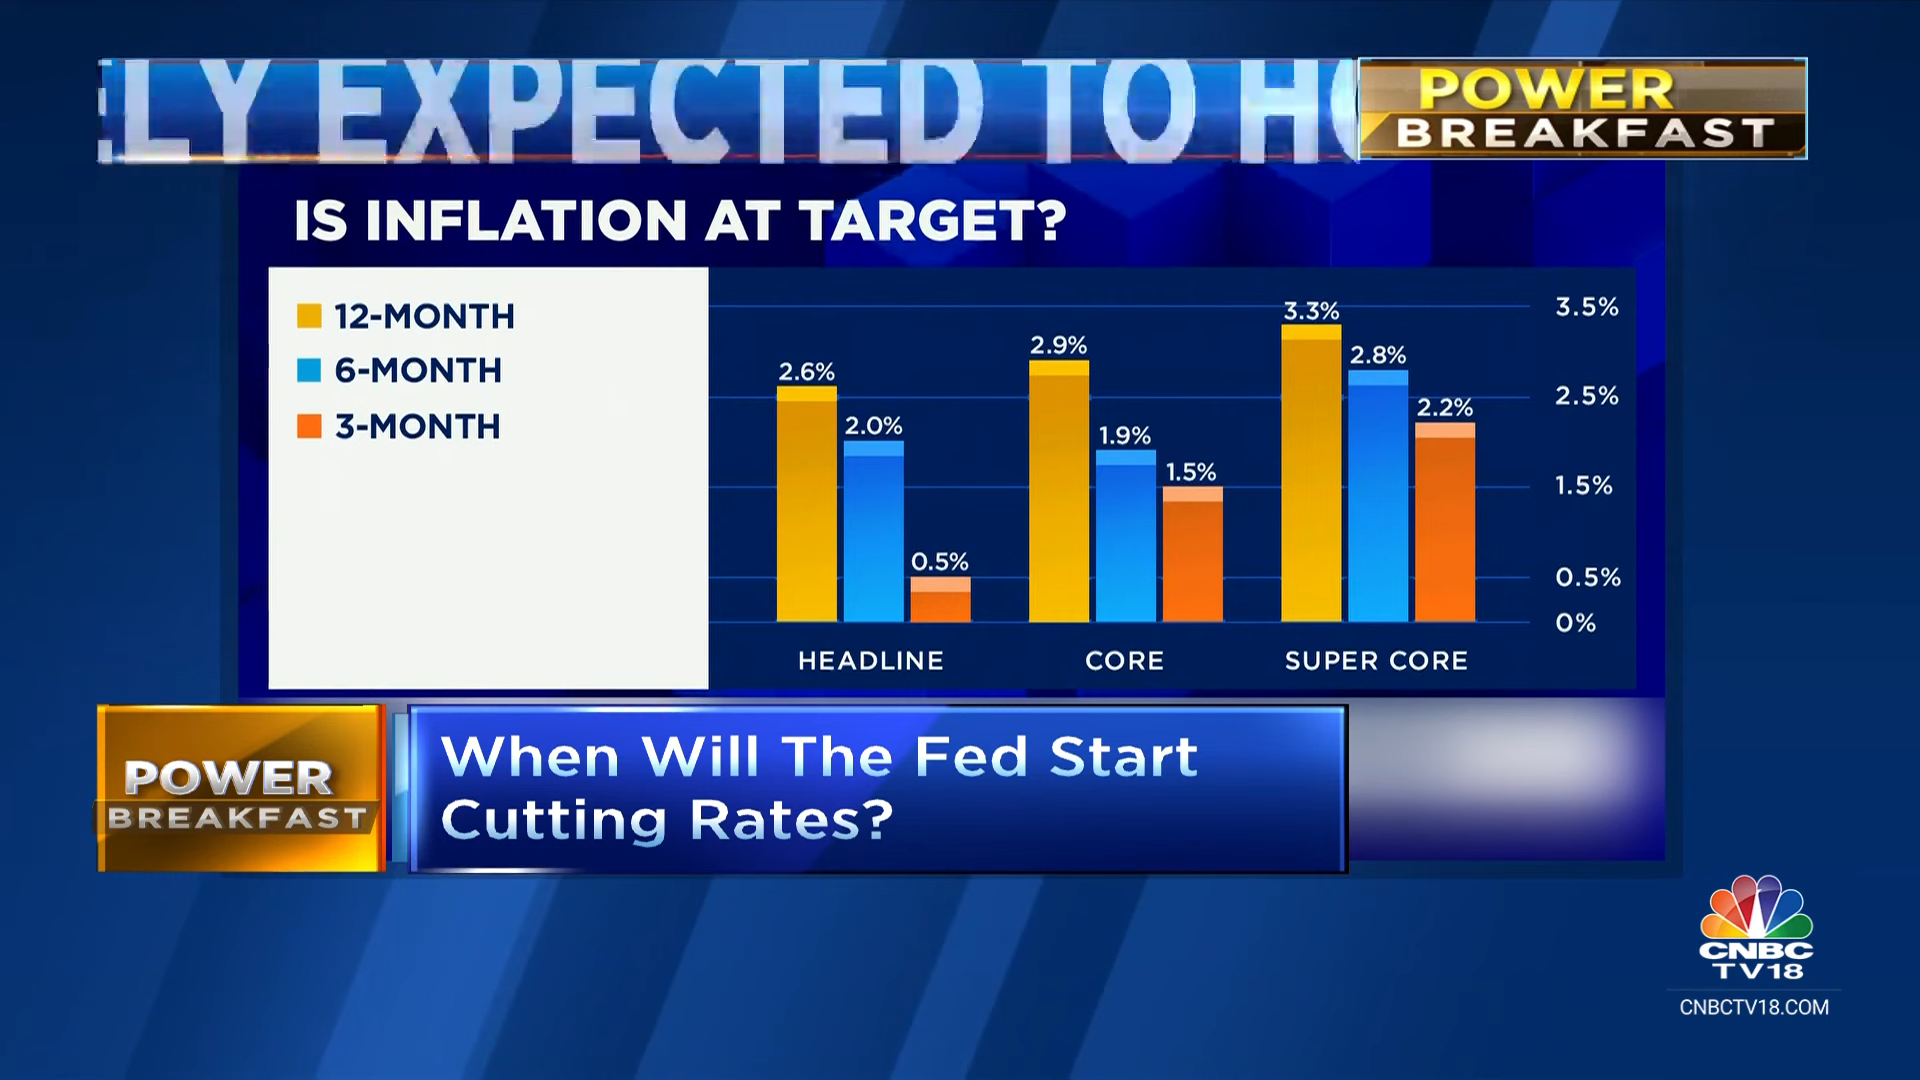 LY EXPECTED TO
POWER
BREAKFAST
IS INFLATION AT TARGET?
12-MONTH
6-MONTH
3-MONTH
2.6%
2.0%
0.5%
2.9%
1.9%
1.5%
3.3%
2.8%
2.2%
3.5%
2.5%
1.5%
0.5%
0%
HEADLINE
CORE
SUPER CORE
POWER
BREAKFAST
When Will The Fed Start
Cutting Rates?
CNBC
TV18
CNBCTV18.COM